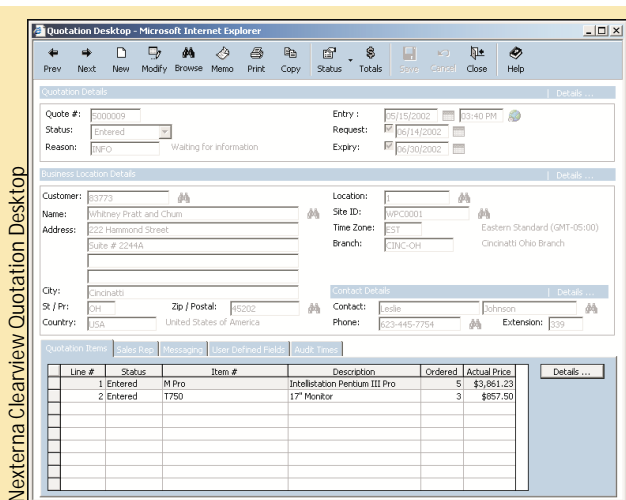 Nexterna Clearview Quotation Desktop
Quotation Desktop - Microsoft Internet Explorer
Prev Next New Modify Browse Memo Print Copy Status Totals Save Cancel Close Help
Quotation Details | Details ...
Quote #: 5000009 Entry : 05/15/2002 03:40 PM
Status: Entered Request: 06/14/2002
Reason: INFO Waiting for information Expiry: 06/30/2002
Business Location Details | Details ...
Customer: 83773 Location: 1
Name: Whitney Pratt and Chum Site ID: WPC0001
Address: 222 Hammond Street Time Zone: EST Eastern Standard (GMT-05:00)
Suite # 2244A Branch: CINC-OH Cincinatti Ohio Branch
City: Cincinatti Contact Details | Details ...
St / Pr: OH Zip / Postal: 45202 Contact: Leslie Johnson
Country: USA United States of America Phone: 623-445-7754 Extension: 339
Quotation Items Sales Rep Messaging User Defined Fields Audit Times
Line # Status Item # Description Ordered Actual Price Details ...
1 Entered M Pro Intellistation Pentium III Pro 5 $3,861.23
2 Entered T750 17" Monitor 3 $857.50